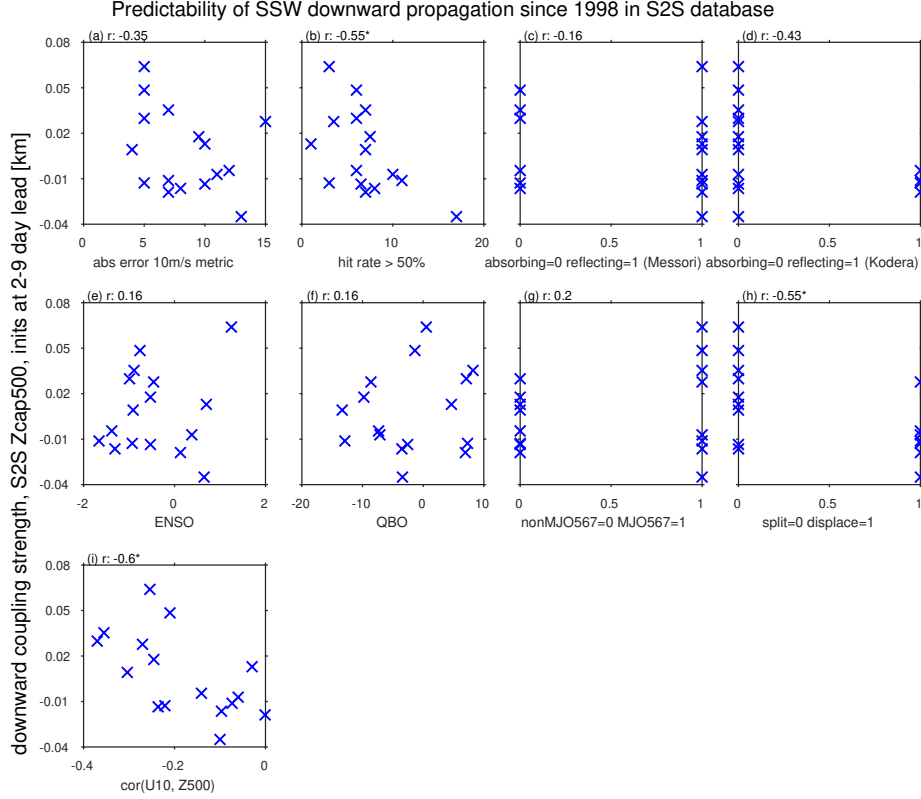 Predictability of SSW downward propagation since 1998 in S2S database
downward coupling strength, S2S Zcap500, inits at 2-9 day lead [km]
(a) r: -0.35
0.08
0.05
0.02
-0.01
-0.04
0 5 10 15
abs error 10m/s metric
(b) r: -0.55*
0 10 20
hit rate > 50%
(c) r: -0.16
0 0.5 1
absorbing=0 reflecting=1 (Messori)
(d) r: -0.43
0 0.5 1
absorbing=0 reflecting=1 (Kodera)
(e) r: 0.16
0.08
0.05
0.02
-0.01
-0.04
-2 0 2
ENSO
(f) r: 0.16
-20 -10 0 10
QBO
(g) r: 0.2
0 0.5 1
nonMJO567=0 MJO567=1
(h) r: -0.55*
0 0.5 1
split=0 displace=1
(i) r: -0.6*
0.08
0.05
0.02
-0.01
-0.04
-0.4 -0.2 0
cor(U10, Z500)